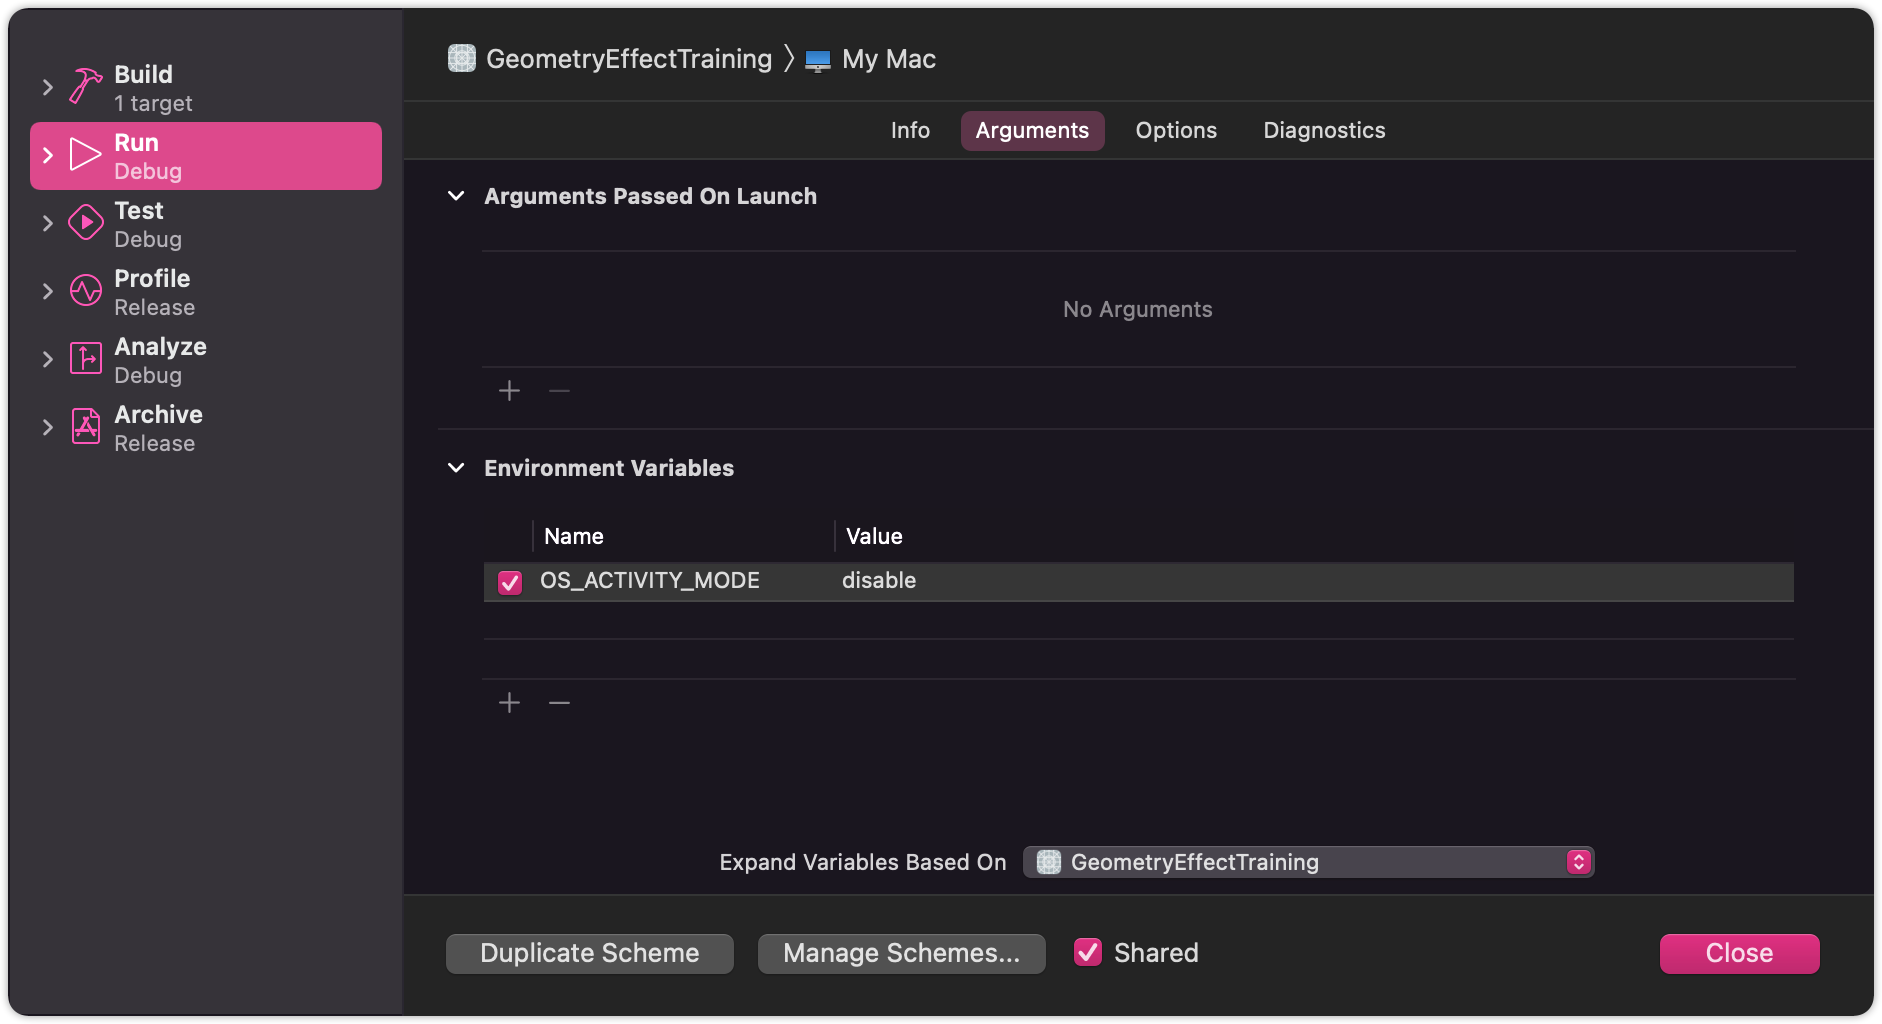 Build
1 target
Run
Debug
Test
Debug
Profile
Release
Analyze
Debug
Archive
Release
GeometryEffectTraining 〉 My Mac
Info Arguments Options Diagnostics
Arguments Passed On Launch
No Arguments
Environment Variables
Name Value
OS_ACTIVITY_MODE disable
Expand Variables Based On GeometryEffectTraining
Duplicate Scheme Manage Schemes... Shared Close